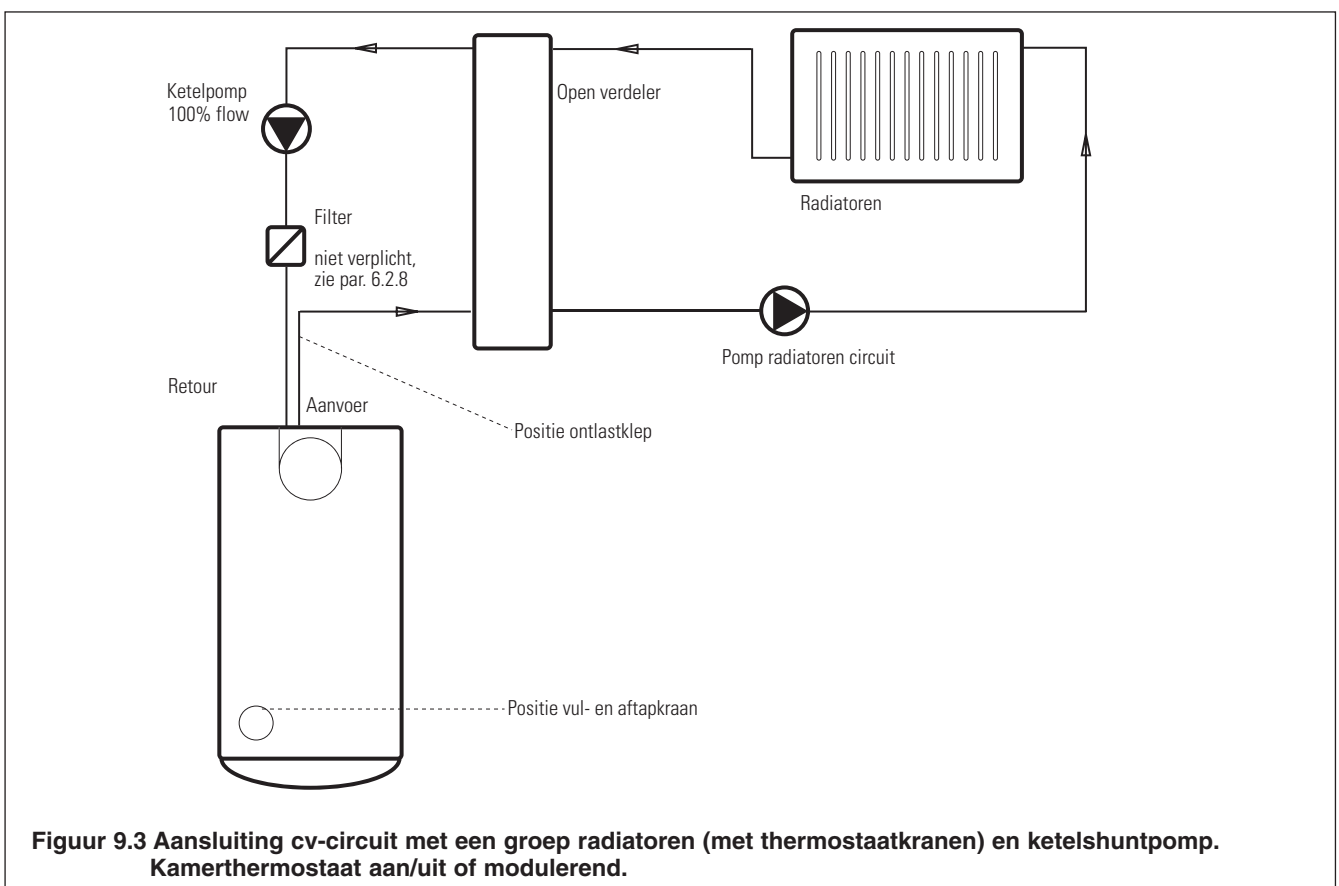 Ketelpomp
100% flow
Open verdeler
Radiatoren
Filter
niet verplicht,
zie par. 6.2.8
Pomp radiatoren circuit
Retour
Aanvoer
Positie ontlastklep
Positie vul- en aftapkraan
Figuur 9.3 Aansluiting cv-circuit met een groep radiatoren (met thermostaatkranen) en ketelshuntpomp.
Kamerthermostaat aan/uit of modulerend.